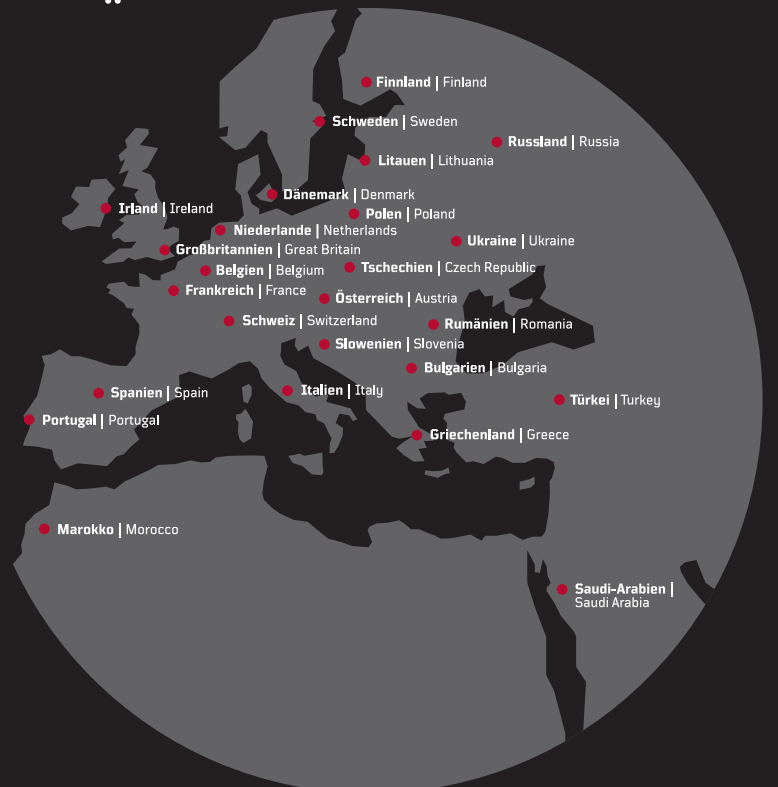 Finnland | Finland
Schweden | Sweden
Russland | Russia
Litauen | Lithuania
Dänemark | Denmark
Irland | Ireland
Polen | Poland
Niederlande | Netherlands
Ukraine | Ukraine
Großbritannien | Great Britain
Belgien | Belgium
Tschechien | Czech Republic
Frankreich | France
Österreich | Austria
Schweiz | Switzerland
Rumänien | Romania
Slowenien | Slovenia
Bulgarien | Bulgaria
Spanien | Spain
Italien | Italy
Türkei | Turkey
Portugal | Portugal
Griechenland | Greece
Marokko | Morocco
Saudi-Arabien |
Saudi Arabia